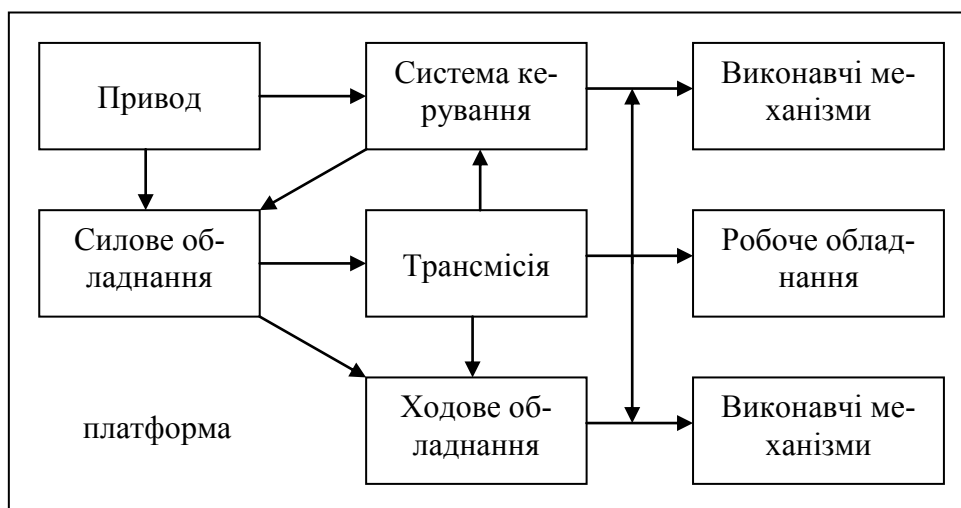 Привод
Система ке-
рування
Виконавчі ме-
ханізми
Силове об-
ладнання
Трансмісія
Робоче облад-
нання
платформа
Ходове об-
ладнання
Виконавчі ме-
ханізми